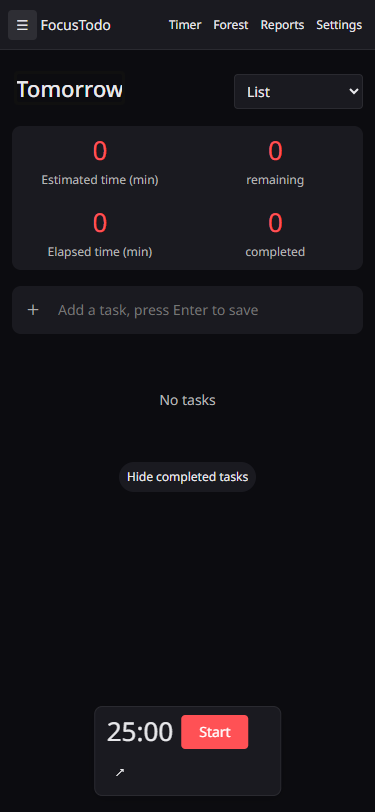 ☰ FocusTodo Timer Forest Reports Settings
Tomorrow List
0 0
Estimated time (min) remaining
0 0
Elapsed time (min) completed
+ Add a task, press Enter to save
No tasks
Hide completed tasks
25:00 Start
↗